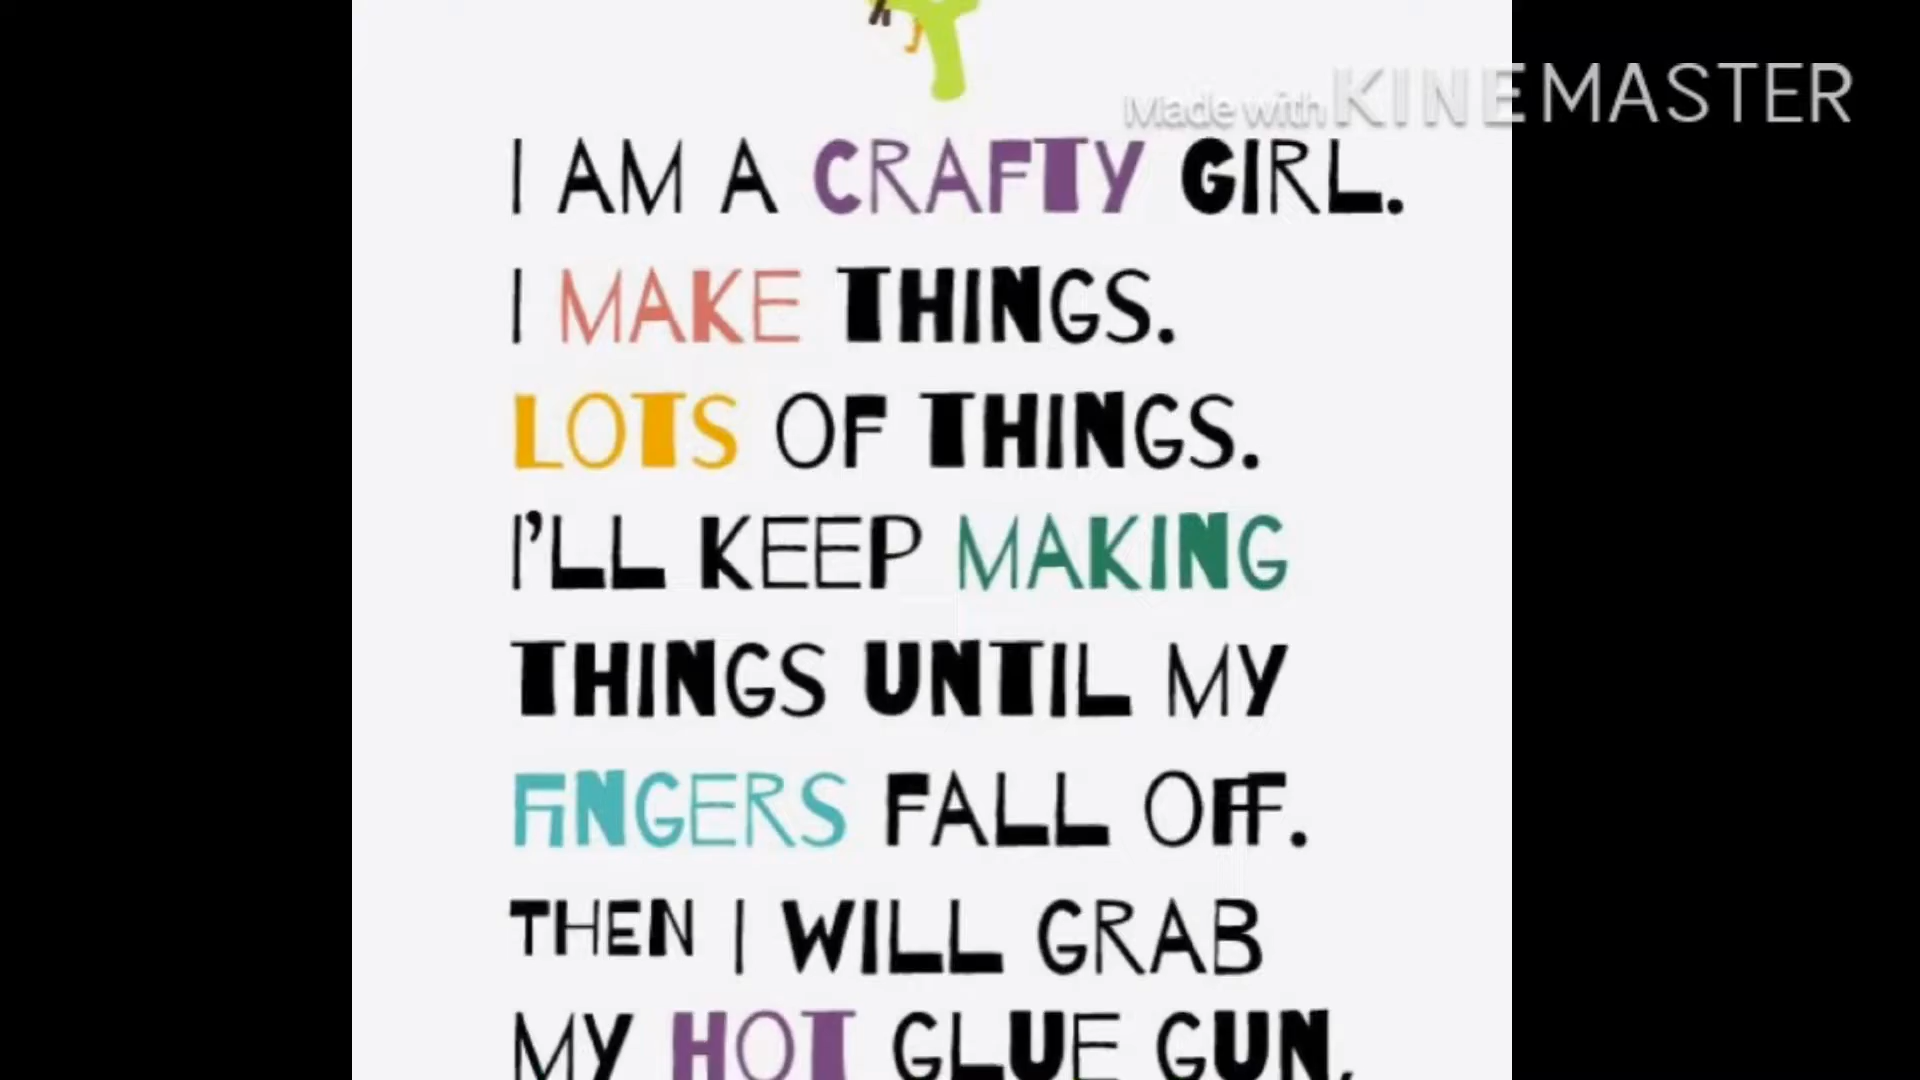 Made with KINEMASTER
I AM A CRAFTY GIRL.
I MAKE THINGS.
LOTS OF THINGS.
I'LL KEEP MAKING
THINGS UNTIL MY
FINGERS FALL OFF.
THEN I WILL GRAB
MY HOT GLUE GUN,